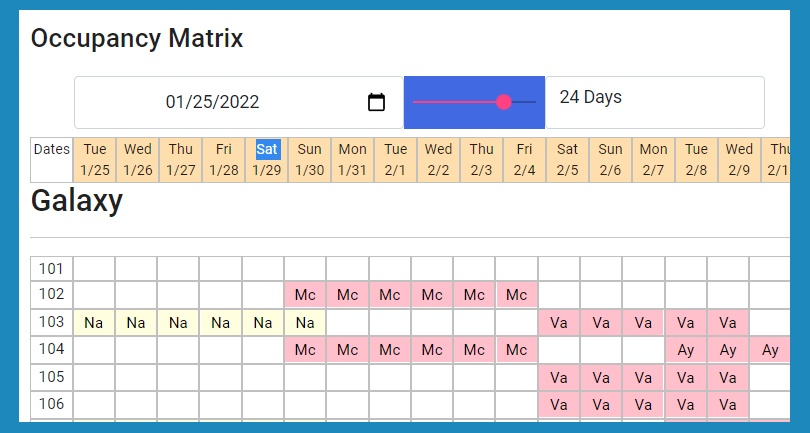 Occupancy Matrix
01/25/2022 24 Days
Dates Tue Wed Thu Fri Sat Sun Mon Tue Wed Thu Fri Sat Sun Mon Tue Wed Thu
1/25 1/26 1/27 1/28 1/29 1/30 1/31 2/1 2/2 2/3 2/4 2/5 2/6 2/7 2/8 2/9
Galaxy
101
102 Mc Mc Mc Mc Mc Mc
103 Na Na Na Na Na Na Va Va Va Va Va
104 Mc Mc Mc Mc Mc Mc Ay Ay Ay
105 Va Va Va Va Va
106 Va Va Va Va Va